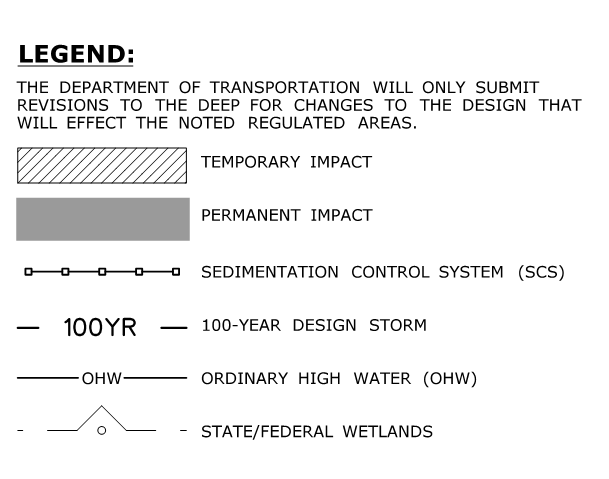 LEGEND:
THE DEPARTMENT OF TRANSPORTATION WILL ONLY SUBMIT
REVISIONS TO THE DEEP FOR CHANGES TO THE DESIGN THAT
WILL EFFECT THE NOTED REGULATED AREAS.
TEMPORARY IMPACT
PERMANENT IMPACT
SEDIMENTATION CONTROL SYSTEM (SCS)
100YR 100-YEAR DESIGN STORM
OHW ORDINARY HIGH WATER (OHW)
STATE/FEDERAL WETLANDS